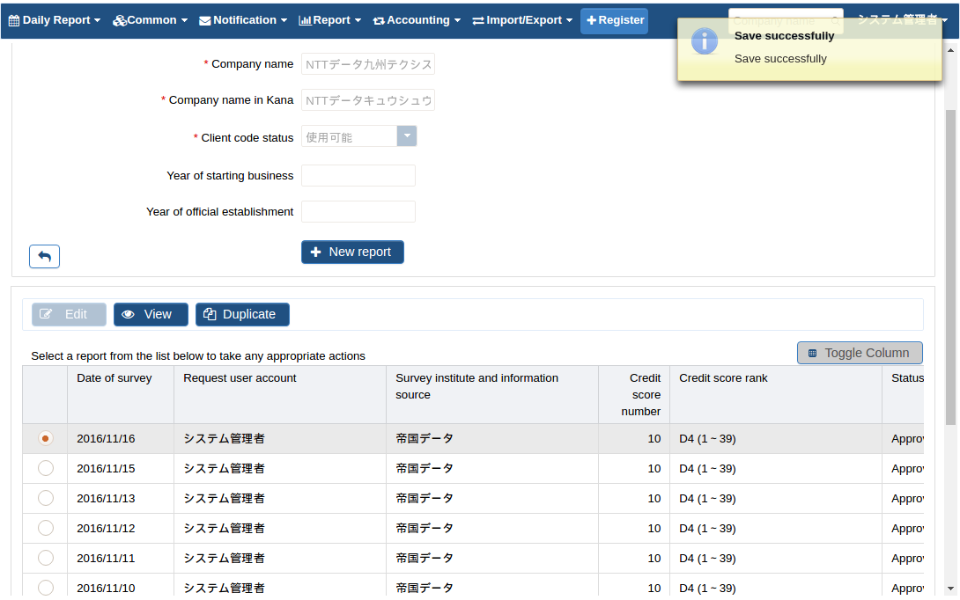 Daily Report Common Notification Report Accounting Import/Export Register システム管理者
Save successfully
Save successfully
* Company name NTTデータ九州テクシス
* Company name in Kana NTTデータキュウシュウ
* Client code status 使用可能
Year of starting business
Year of official establishment
New report
Edit View Duplicate
Select a report from the list below to take any appropriate actions
Toggle Column
Date of survey Request user account Survey institute and information source Credit score number Credit score rank Status
2016/11/16 システム管理者 帝国データ 10 D4 (1 ~ 39) Approv
2016/11/15 システム管理者 帝国データ 10 D4 (1 ~ 39) Approv
2016/11/13 システム管理者 帝国データ 10 D4 (1 ~ 39) Approv
2016/11/12 システム管理者 帝国データ 10 D4 (1 ~ 39) Approv
2016/11/11 システム管理者 帝国データ 10 D4 (1 ~ 39) Approv
2016/11/10 システム管理者 帝国データ 10 D4 (1 ~ 39) Approv